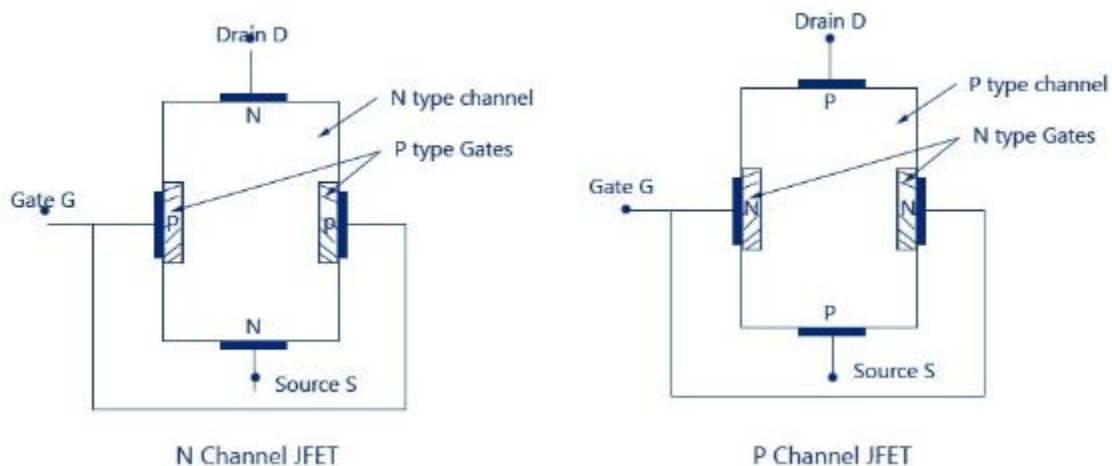 Drain D
N
N type channel
P type Gates
Gate G
P
P
N
Source S
N Channel JFET
Drain D
P
P type channel
N type Gates
Gate G
N
N
P
Source S
P Channel JFET